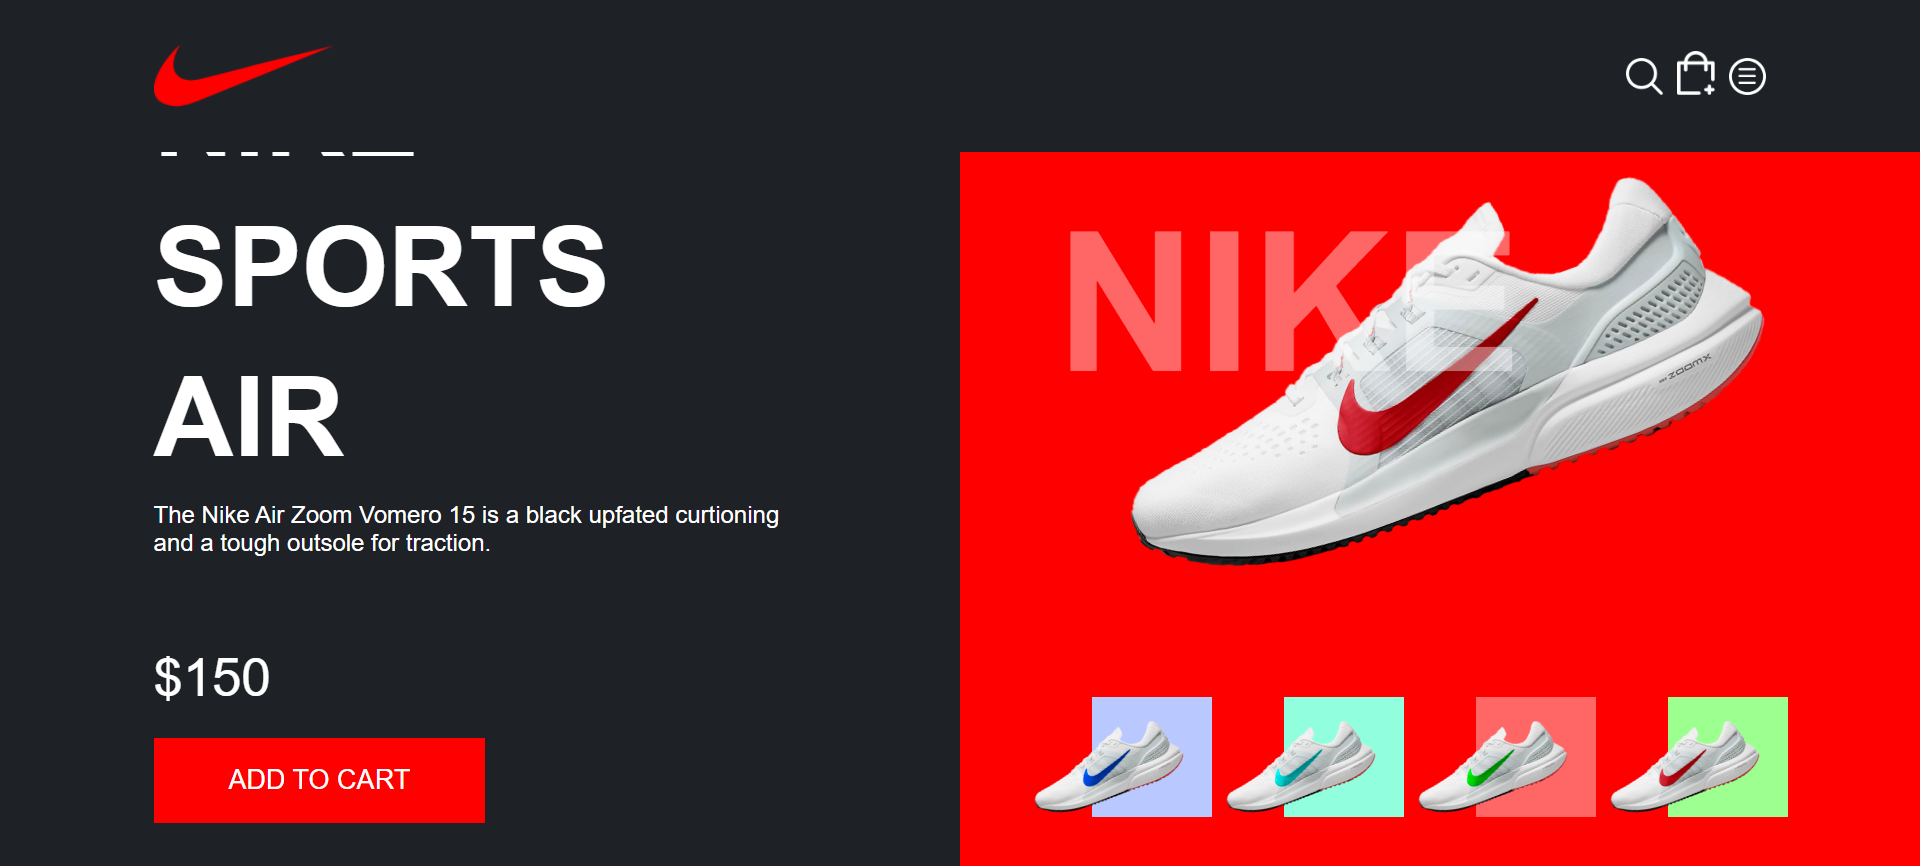 SPORTS
AIR
The Nike Air Zoom Vomero 15 is a black upfated curtioning
and a tough outsole for traction.
$150
ADD TO CART
NIKE
ZOOMX